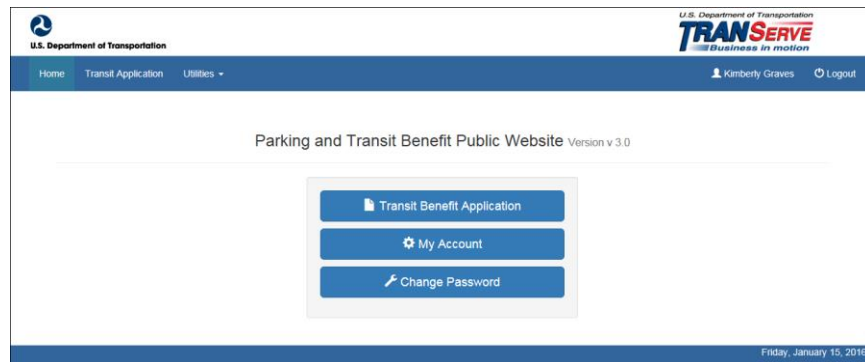 U.S. Department of Transportation
U.S. Department of Transportation
TRANSERVE
Business in motion
Home Transit Application Utilities Kimberly Graves Logout
Parking and Transit Benefit Public Website Version v 3.0
Transit Benefit Application
My Account
Change Password
Friday, January 15, 2016